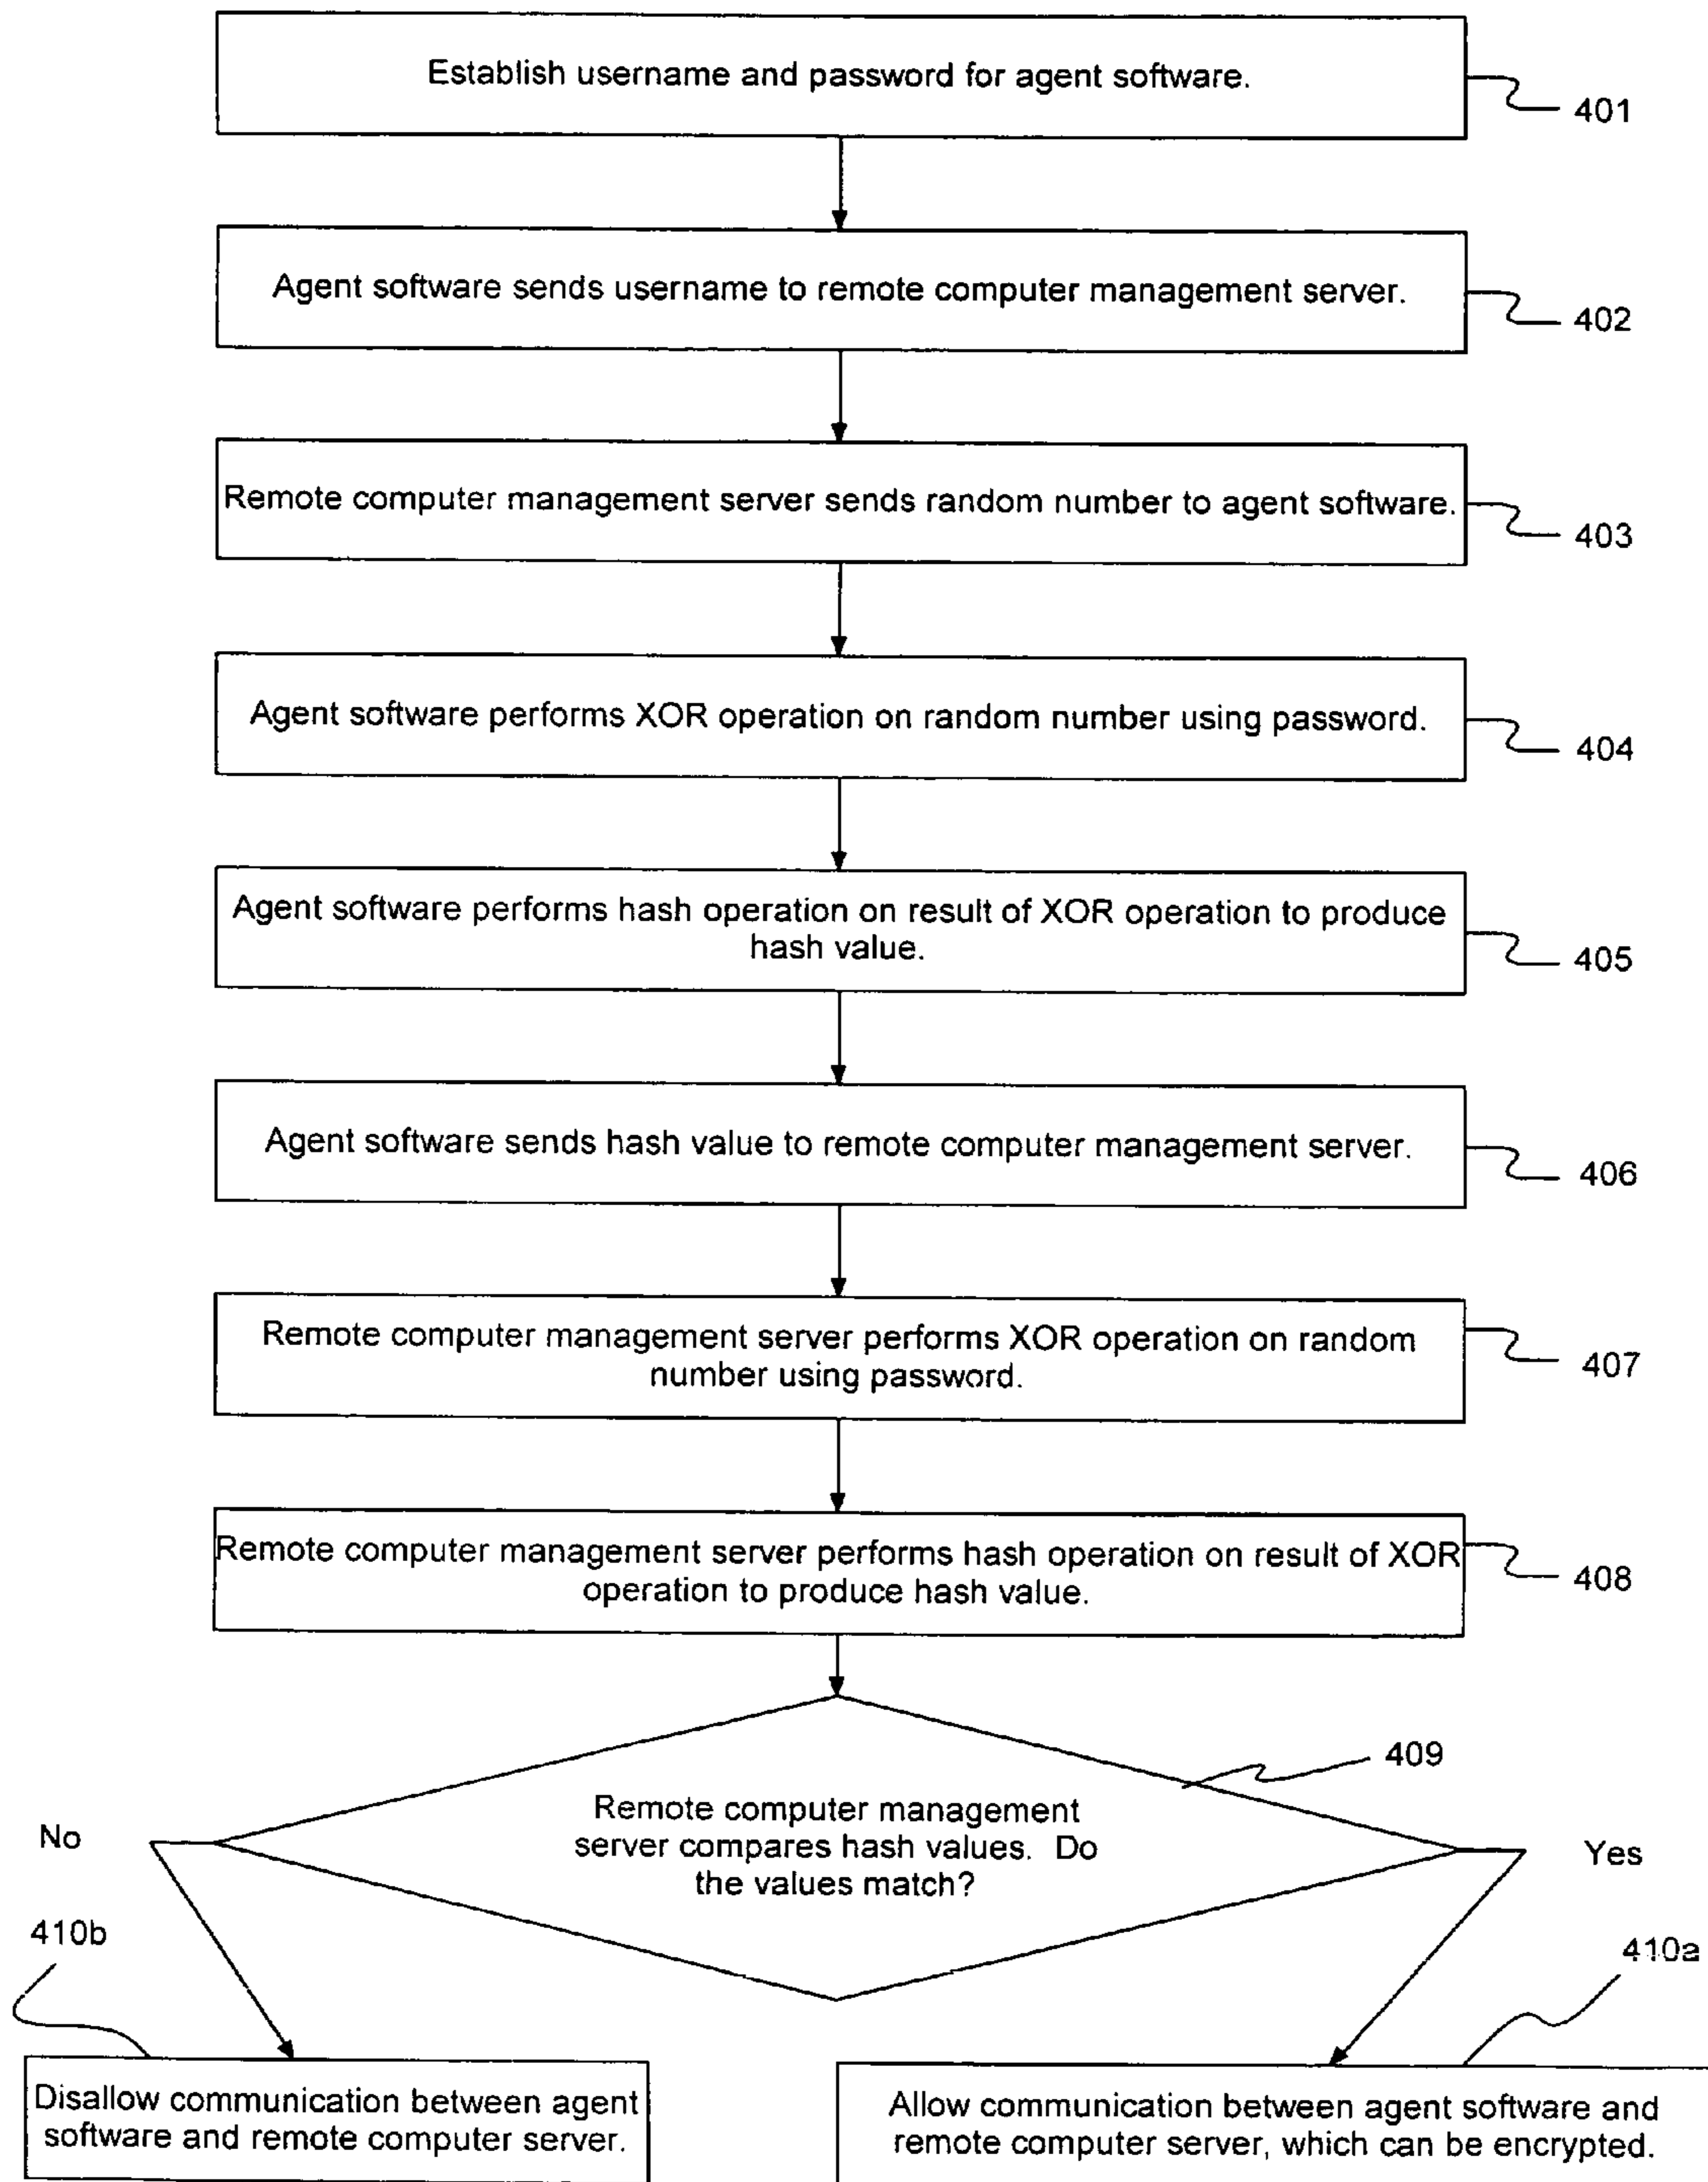 Establish username and password for agent software.
401
Agent software sends username to remote computer management server.
402
Remote computer management server sends random number to agent software.
403
Agent software performs XOR operation on random number using password.
404
Agent software performs hash operation on result of XOR operation to produce
hash value.
405
Agent software sends hash value to remote computer management server.
406
Remote computer management server performs XOR operation on random
number using password.
407
Remote computer management server performs hash operation on result of XOR
operation to produce hash value.
408
409
Remote computer management
server compares hash values. Do
the values match?
No
Yes
410b
410a
Disallow communication between agent
software and remote computer server.
Allow communication between agent software and
remote computer server, which can be encrypted.